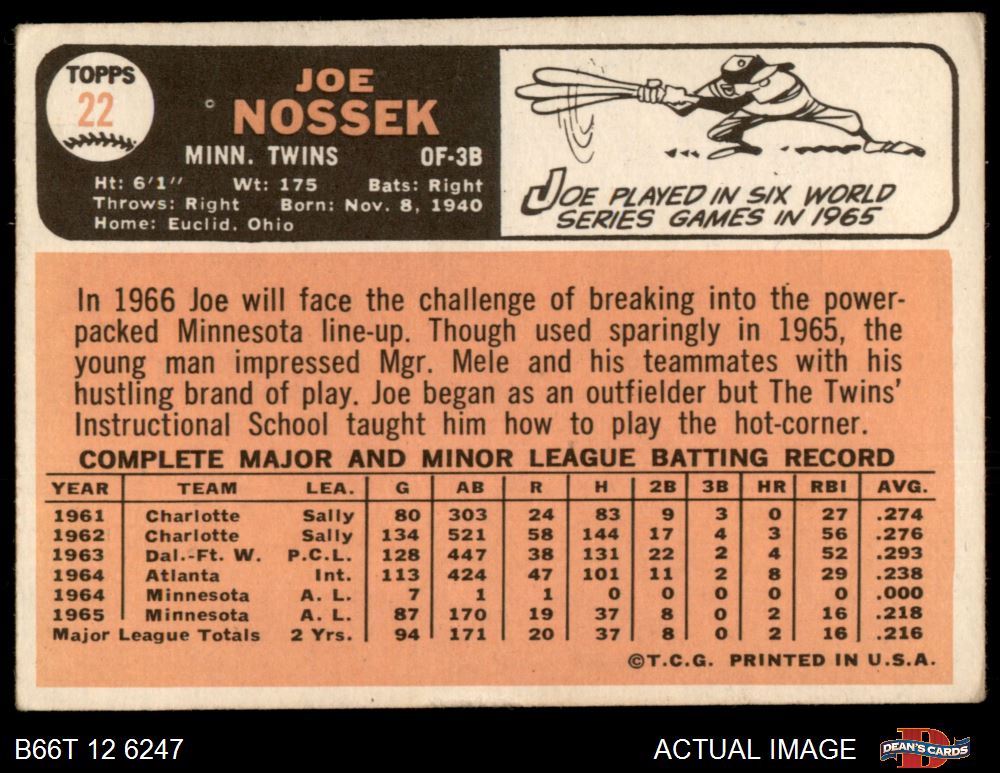 TOPPS
22
JOE
NOSSEK
MINN. TWINS OF-3B
Ht: 6'1" Wt: 175 Bats: Right
Throws: Right Born: Nov. 8, 1940
Home: Euclid, Ohio
JOE PLAYED IN SIX WORLD
SERIES GAMES IN 1965
In 1966 Joe will face the challenge of breaking into the power-
packed Minnesota line-up. Though used sparingly in 1965, the
young man impressed Mgr. Mele and his teammates with his
hustling brand of play. Joe began as an outfielder but The Twins'
Instructional School taught him how to play the hot-corner.
COMPLETE MAJOR AND MINOR LEAGUE BATTING RECORD
YEAR TEAM LEA. G AB R H 2B 3B HR RBI AVG.
1961 Charlotte Sally 80 303 24 83 9 3 0 27 .274
1962 Charlotte Sally 134 521 58 144 17 4 3 56 .276
1963 Dal.-Ft. W. P.C.L. 128 447 38 131 22 2 4 52 .293
1964 Atlanta Int. 113 424 47 101 11 2 8 29 .238
1964 Minnesota A. L. 7 1 1 0 0 0 0 0 .000
1965 Minnesota A. L. 87 170 19 37 8 0 2 16 .218
Major League Totals 2 Yrs. 94 171 20 37 8 0 2 16 .216
©T.C.G. PRINTED IN U.S.A.
B66T 12 6247 ACTUAL IMAGE DEAN'S CARDS